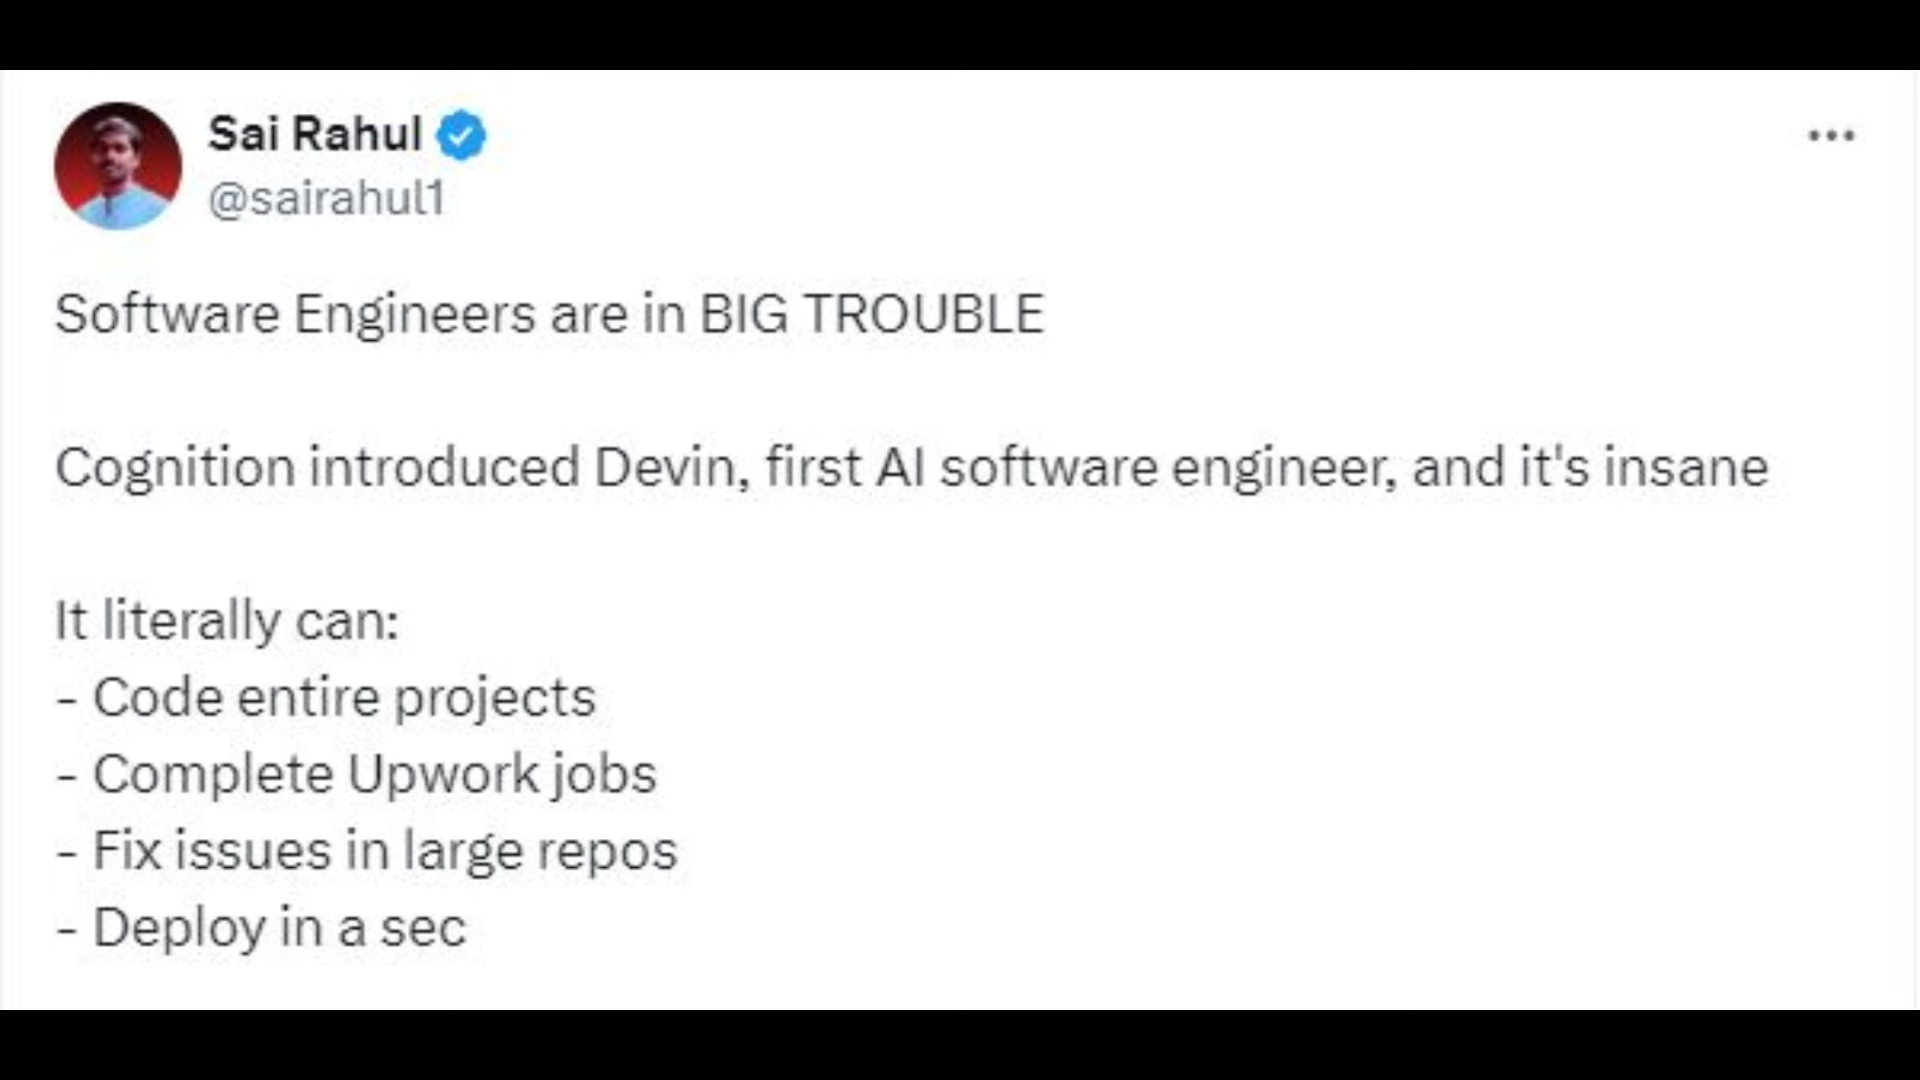 Sai Rahul
@sairahul1
Software Engineers are in BIG TROUBLE
Cognition introduced Devin, first AI software engineer, and it's insane
It literally can:
- Code entire projects
- Complete Upwork jobs
- Fix issues in large repos
- Deploy in a sec